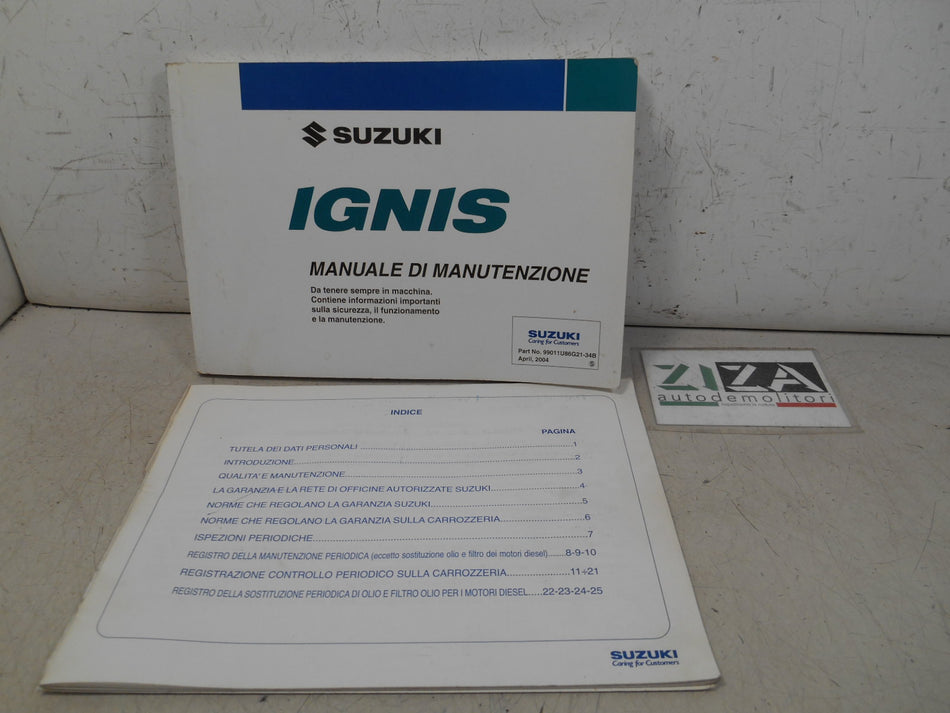 SUZUKI
IGNIS
MANUALE DI MANUTENZIONE
Da tenere sempre in macchina.
Contiene informazioni importanti
sulla sicurezza, il funzionamento
e la manutenzione.
SUZUKI
Caring for Customers
Part No. 99011U86G21-34B
April, 2004
S
ZIZA
autodemolitori
INDICE
PAGINA
TUTELA DEI DATI PERSONALI ........................................................1
INTRODUZIONE........................................................................2
QUALITA' E MANUTENZIONE............................................................3
LA GARANZIA E LA RETE DI OFFICINE AUTORIZZATE SUZUKI.......................4
NORME CHE REGOLANO LA GARANZIA SUZUKI......................................5
NORME CHE REGOLANO LA GARANZIA SULLA CARROZZERIA.....................6
ISPEZIONI PERIODICHE..................................................................7
REGISTRO DELLA MANUTENZIONE PERIODICA (eccetto sostituzione olio e filtro dei motori diesel).......8-9-10
REGISTRAZIONE CONTROLLO PERIODICO SULLA CARROZZERIA......................11÷21
REGISTRO DELLA SOSTITUZIONE PERIODICA DI OLIO E FILTRO OLIO PER I MOTORI DIESEL.....22-23-24-25
SUZUKI
Caring for Customers